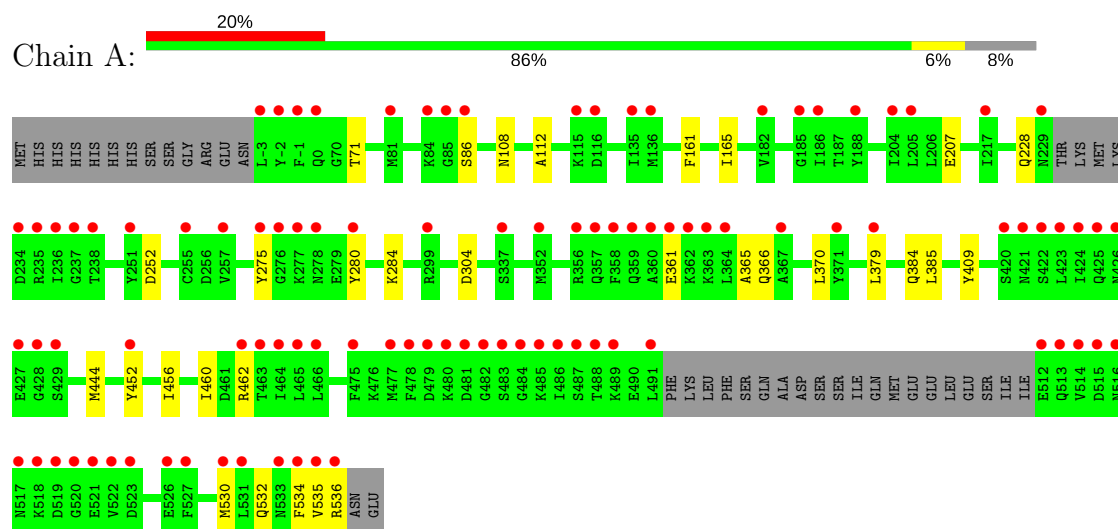 20%
Chain A:
86% 6% 8%
MET HIS HIS HIS HIS HIS HIS SER SER GLY ARG GLU ASN I-3 Y-2 F-1 Q0 G70 T71 M81 K84 G85 S86 N108 A112 K115 D116 I135 M136 F161 I165 V182 G185 I186 T187 Y188 I204 L205 L206 E207 I217 Q228 N229 THR LYS MET LYS
D234 R235 I236 G237 T238 Y251 D252 C255 D256 V257 Y275 G276 K277 N278 E279 Y280 K284 R299 D304 S337 M352 R356 Q357 F358 Q359 A360 E361 K362 K363 L364 A365 Q366 A367 L370 Y371 L379 Q384 L385 Y409 S420 N421 S422 L423 I424 Q425 N426
E427 G428 S429 M444 Y452 I456 I460 D461 R462 T463 I464 L465 L466 F475 K476 M477 F478 D479 K480 D481 G482 S483 G484 K485 I486 S487 T488 K489 E490 L491 PHE LYS LEU PHE SER GLN ALA ASP SER SER ILE GLN MET GLU GLU LEU GLU SER ILE ILE E512 Q513 V514 D515 N516
N517 K518 D519 G520 E521 V522 D523 E526 F527 M530 L531 Q532 N533 F534 V535 R536 ASN GLU